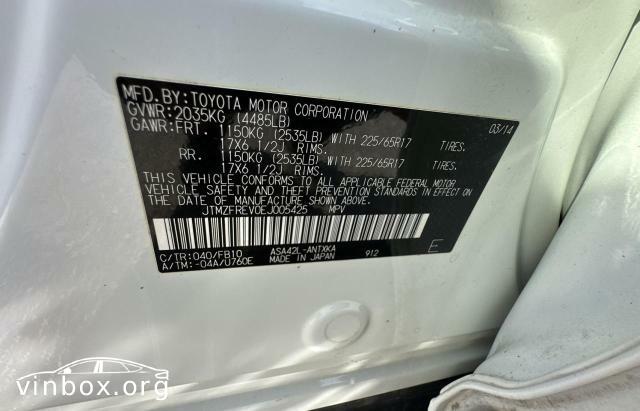 MFD.BY:TOYOTA MOTOR CORPORATION 03/14
GVWR:2035KG (4485LB)
GAWR:FRT. 1150KG (2535LB) WITH 225/65R17 TIRES.
17X6 1/2J RIMS.
RR. 1150KG (2535LB) WITH 225/65R17 TIRES.
17X6 1/2J RIMS.
THIS VEHICLE CONFORMS TO ALL APPLICABLE FEDERAL MOTOR
VEHICLE SAFETY, BUMPER, AND THEFT PREVENTION STANDARDS IN EFFECT ON
THE DATE OF MANUFACTURE SHOWN ABOVE.
JTMZFREV0EJ005425 MPV
C/TR:040/FB10 ASA42L-ANTXKA 912 E
A/TM:-04A/U760E MADE IN JAPAN
vinbox.org